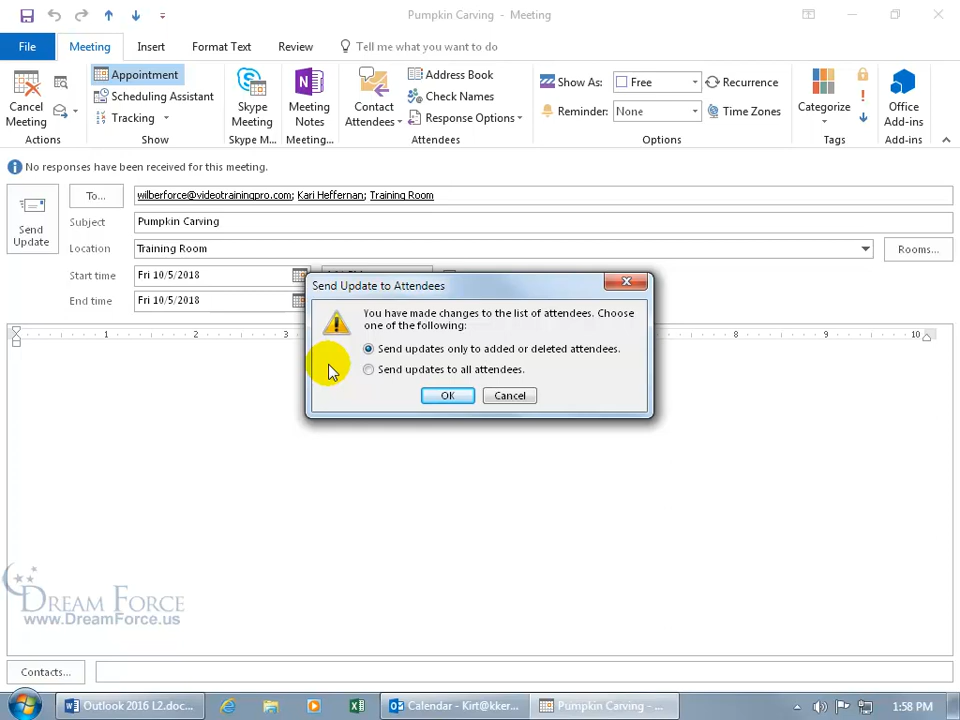 Pumpkin Carving - Meeting
File Meeting Insert Format Text Review Tell me what you want to do
Cancel Meeting
Actions
Appointment
Scheduling Assistant
Tracking
Show
Skype Meeting
Skype M...
Meeting Notes
Meeting...
Contact Attendees
Address Book
Check Names
Response Options
Attendees
Show As: Free
Reminder: None
Recurrence
Time Zones
Options
Categorize
Tags
Office Add-ins
Add-ins
No responses have been received for this meeting.
Send Update
To... wilberforce@videotrainingpro.com; Kari Heffernan; Training Room
Subject Pumpkin Carving
Location Training Room Rooms...
Start time Fri 10/5/2018
End time Fri 10/5/2018
Send Update to Attendees
You have made changes to the list of attendees. Choose
one of the following:
Send updates only to added or deleted attendees.
Send updates to all attendees.
OK Cancel
1 2 3 8 9 10
DREAM FORCE
www.DreamForce.us
Contacts...
Outlook 2016 L2.doc... Calendar - Kirt@kker... Pumpkin Carving - ... 1:58 PM